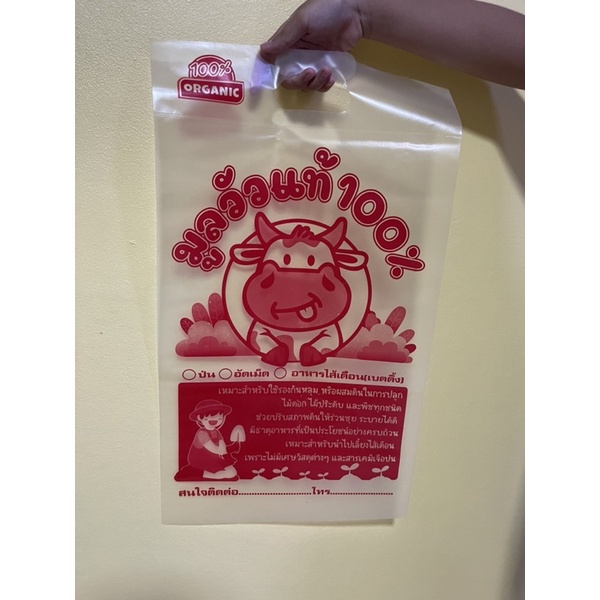 100%
ORGANIC
มูลวัวแท้ 100%
ป่น อัดเม็ด อาหารไส้เดือน(เบดดิ้ง)
เหมาะสำหรับใช้รองก้นหลุม หรือผสมดินในการปลูก
ไม้ดอก ไม้ประดับ และพืชทุกชนิด
ช่วยปรับสภาพดินให้ร่วนซุย ระบายได้ดี
มีธาตุอาหารที่เป็นประโยชน์อย่างครบถ้วน
เหมาะสำหรับนำไปเลี้ยงไส้เดือน
เพราะไม่มีเศษวัสดุต่างๆ และสารเคมีเจือปน
สนใจติดต่อ..............................โทร.........................